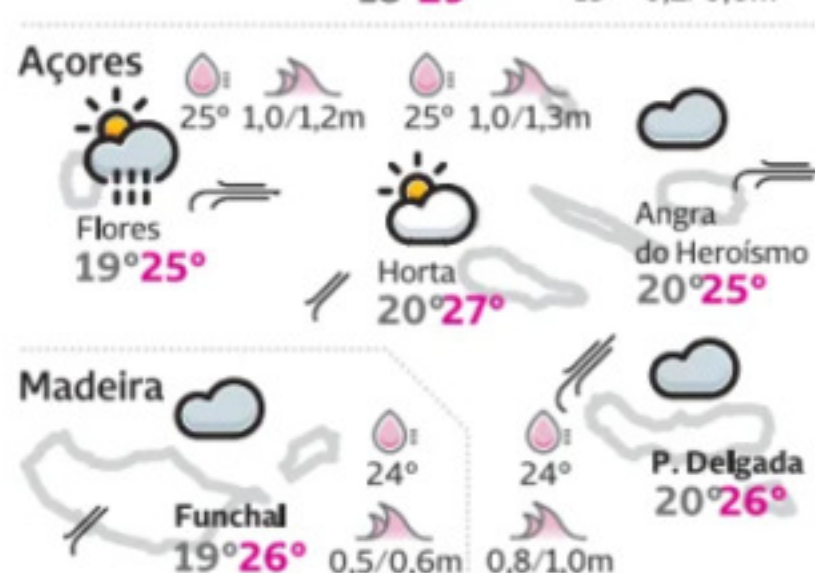 Açores
25° 1,0/1,2m
25° 1,0/1,3m
Flores
19° 25°
Horta
20° 27°
Angra
do Heroísmo
20° 25°
Madeira
24°
0,5/0,6m
Funchal
19° 26°
24°
0,8/1,0m
P. Delgada
20° 26°